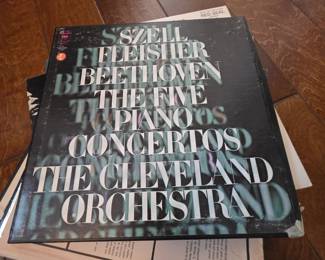 SZELL
FLEISHER
BEETHOVEN
THE FIVE
PIANO
CONCERTOS
THE CLEVELAND
ORCHESTRA